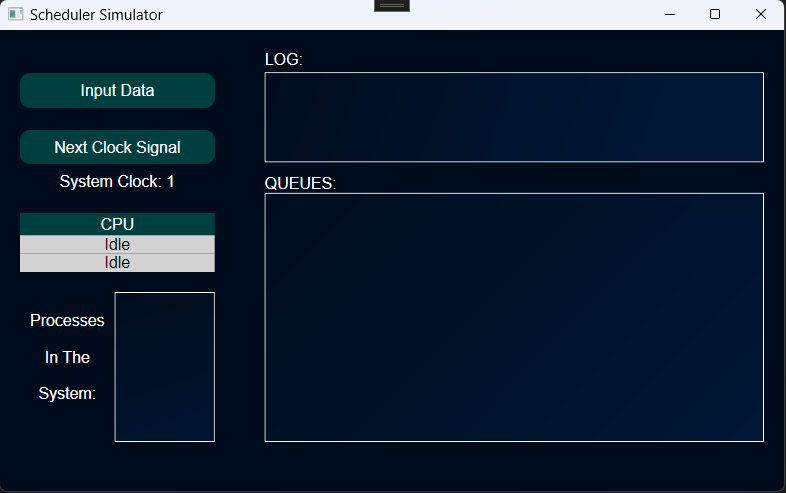 Scheduler Simulator
Input Data
Next Clock Signal
System Clock: 1
CPU
Idle
Idle
Processes
In The
System:
LOG:
QUEUES: